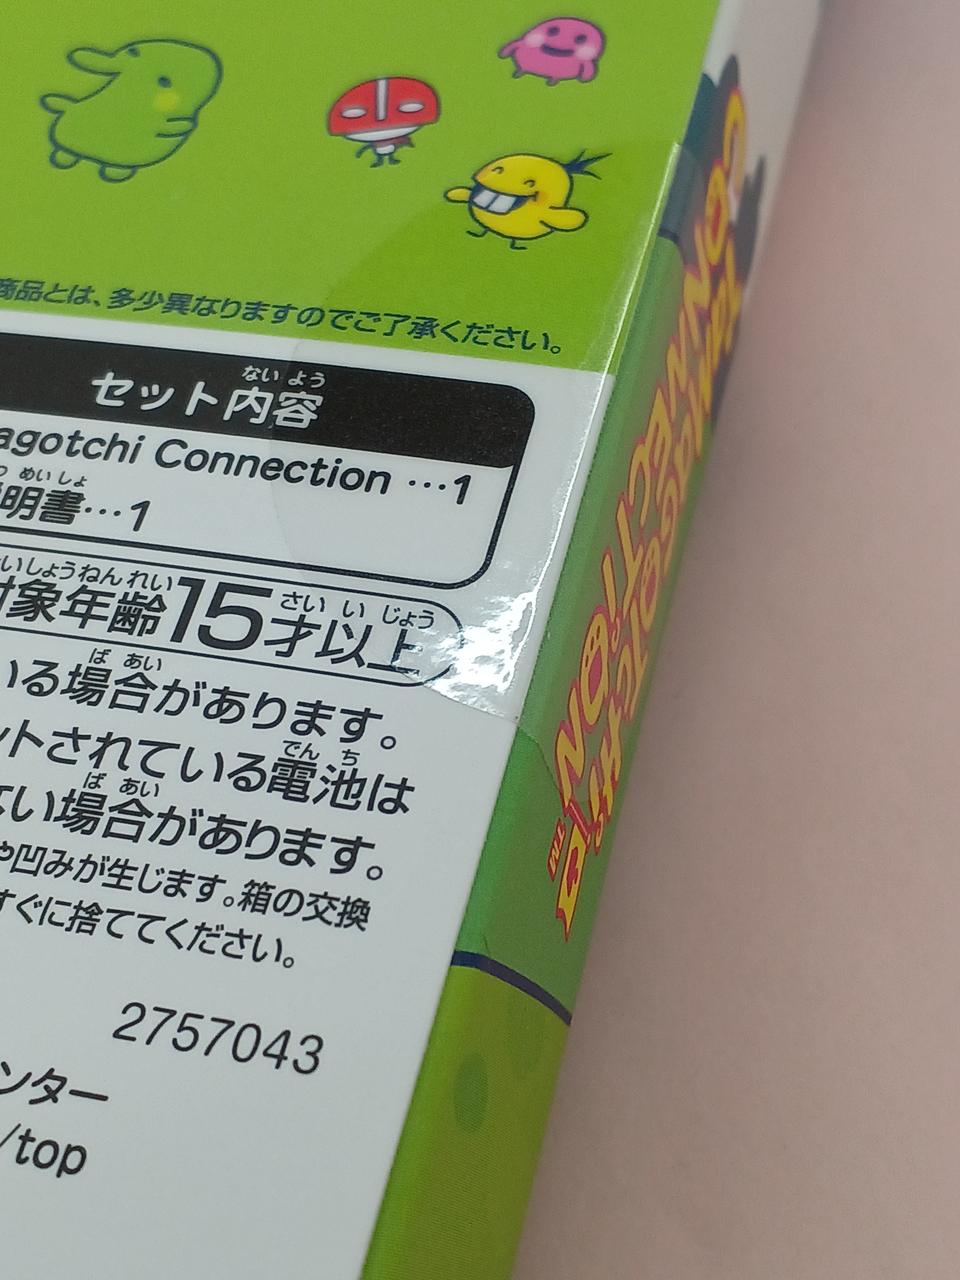 商品とは、多少異なりますのでご了承ください。
ないよう
セット内容
agotchi Connection …1
めいしょ
明書…1
いしょうねんれい さいいじょう
対象年齢15才以上
ばあい
いる場合があります。
でんち
ットされている電池は
ばあい
ない場合があります。
や凹みが生じます。箱の交換
すぐに捨ててください。
2757043
ンター
/top
Tamagotchi
CONNECTION
TM